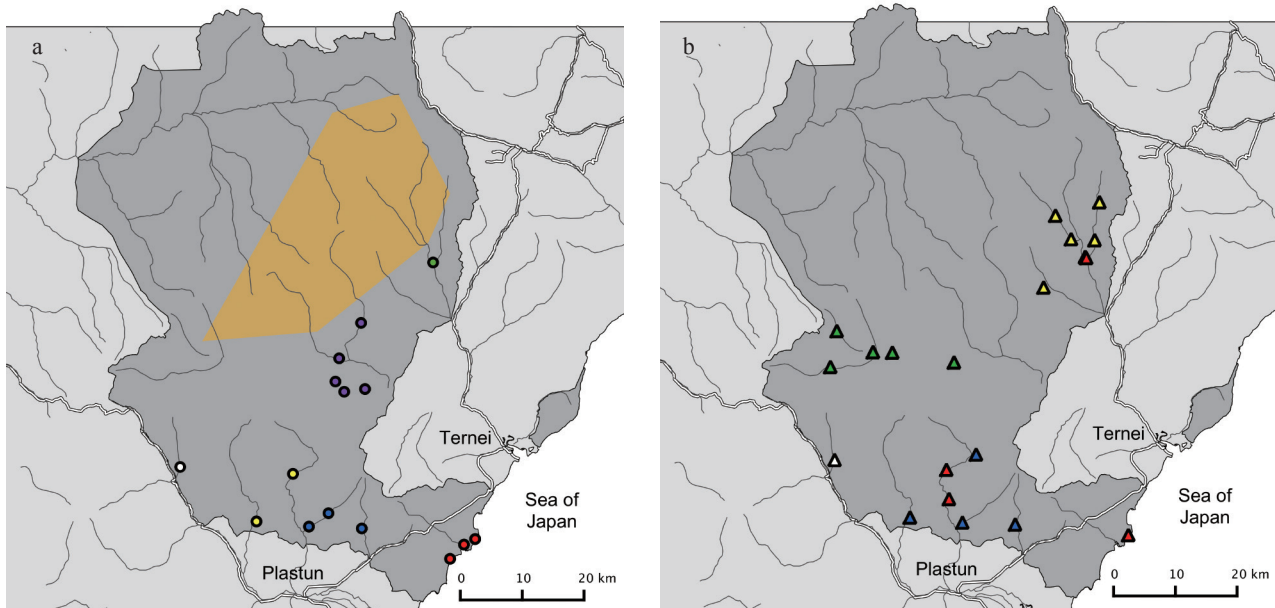 a
Ternei
Sea of
Japan
Plastun
0 10 20 km
b
Ternei
Sea of
Japan
Plastun
0 10 20 km